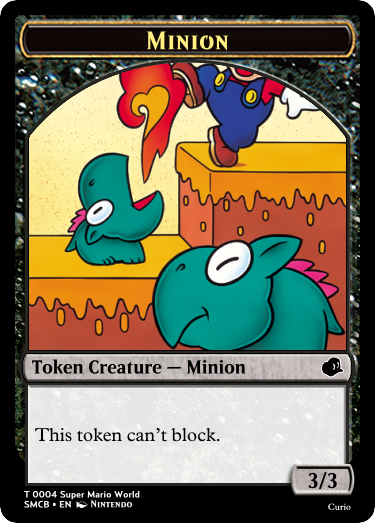 MINION
Token Creature — Minion
This token can't block.
3/3
T 0004 Super Mario World
SMCB • EN NINTENDO
Curio